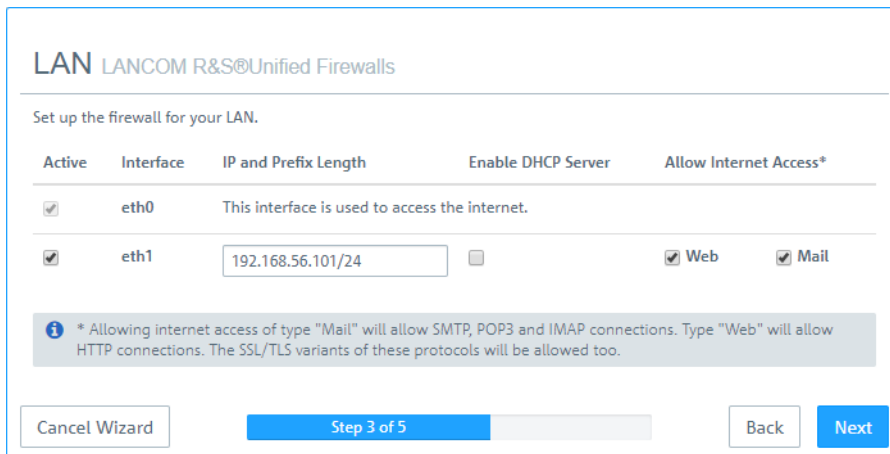 LAN LANCOM R&S®Unified Firewalls
Set up the firewall for your LAN.
Active Interface IP and Prefix Length Enable DHCP Server Allow Internet Access*
eth0 This interface is used to access the internet.
eth1 192.168.56.101/24 Web Mail
* Allowing internet access of type "Mail" will allow SMTP, POP3 and IMAP connections. Type "Web" will allow
HTTP connections. The SSL/TLS variants of these protocols will be allowed too.
Cancel Wizard Step 3 of 5 Back Next